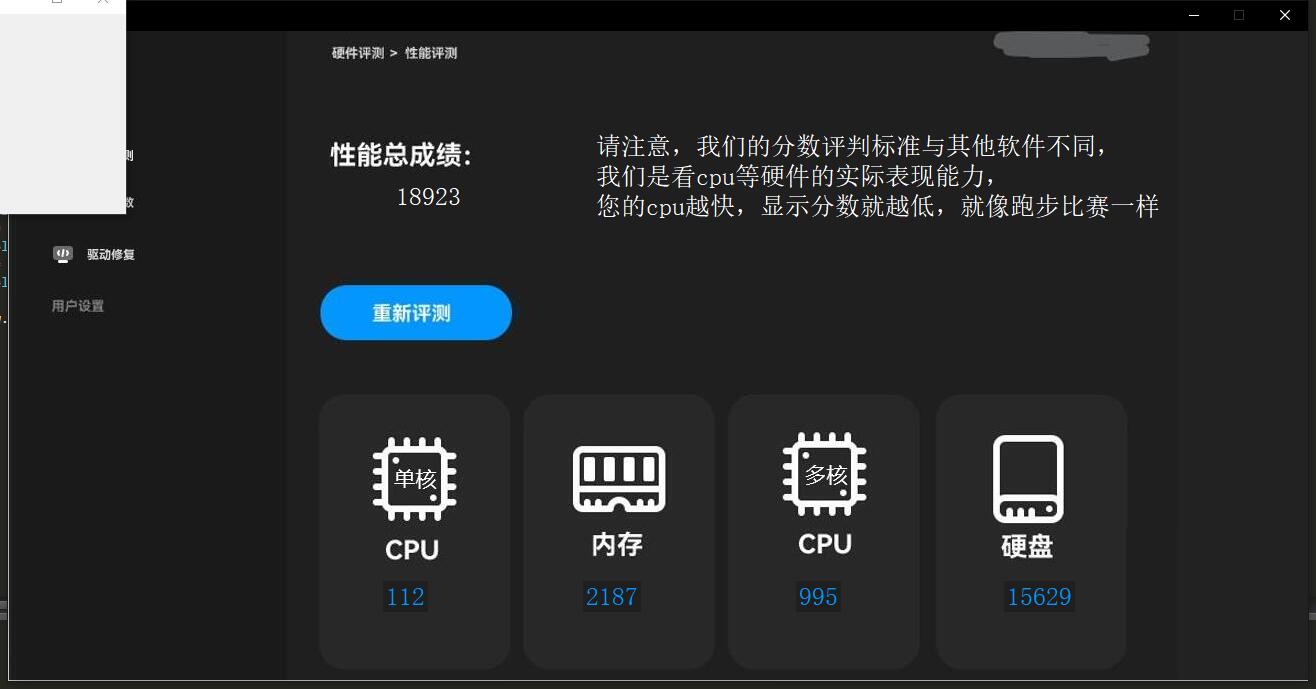 硬件评测 > 性能评测
性能总成绩：
18923
请注意，我们的分数评判标准与其他软件不同，
我们是看cpu等硬件的实际表现能力，
您的cpu越快，显示分数就越低，就像跑步比赛一样
驱动修复
用户设置
重新评测
单核
CPU
112
内存
2187
多核
CPU
995
硬盘
15629